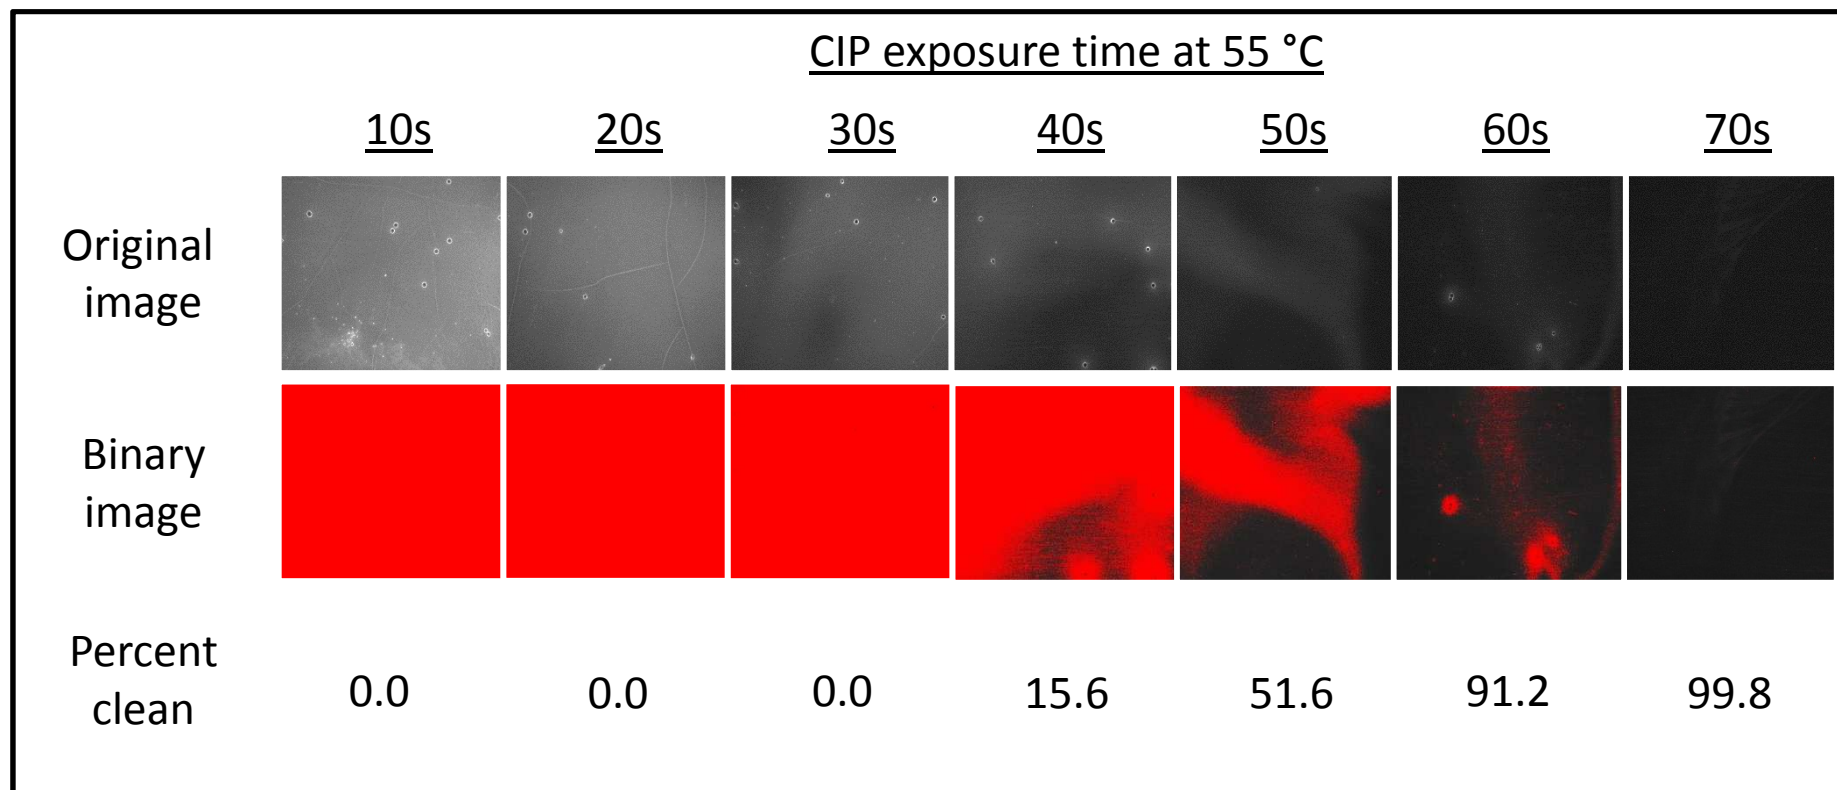 CIP exposure time at 55 °C
10s 20s 30s 40s 50s 60s 70s
Original
image
Binary
image
Percent
clean
0.0 0.0 0.0 15.6 51.6 91.2 99.8